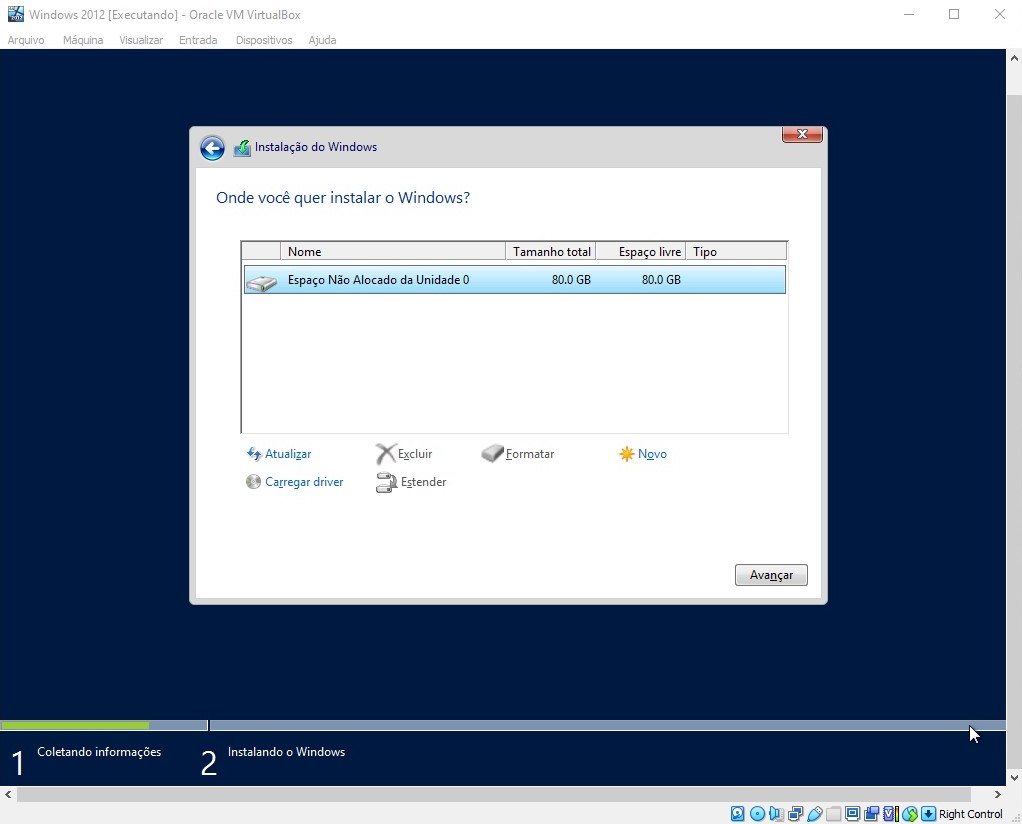 Windows 2012 [Executando] - Oracle VM VirtualBox
Arquivo Máquina Visualizar Entrada Dispositivos Ajuda
Instalação do Windows
Onde você quer instalar o Windows?
Nome Tamanho total Espaço livre Tipo
Espaço Não Alocado da Unidade 0 80.0 GB 80.0 GB
Atualizar Excluir Formatar Novo
Carregar driver Estender
Avançar
1 Coletando informações 2 Instalando o Windows
Right Control